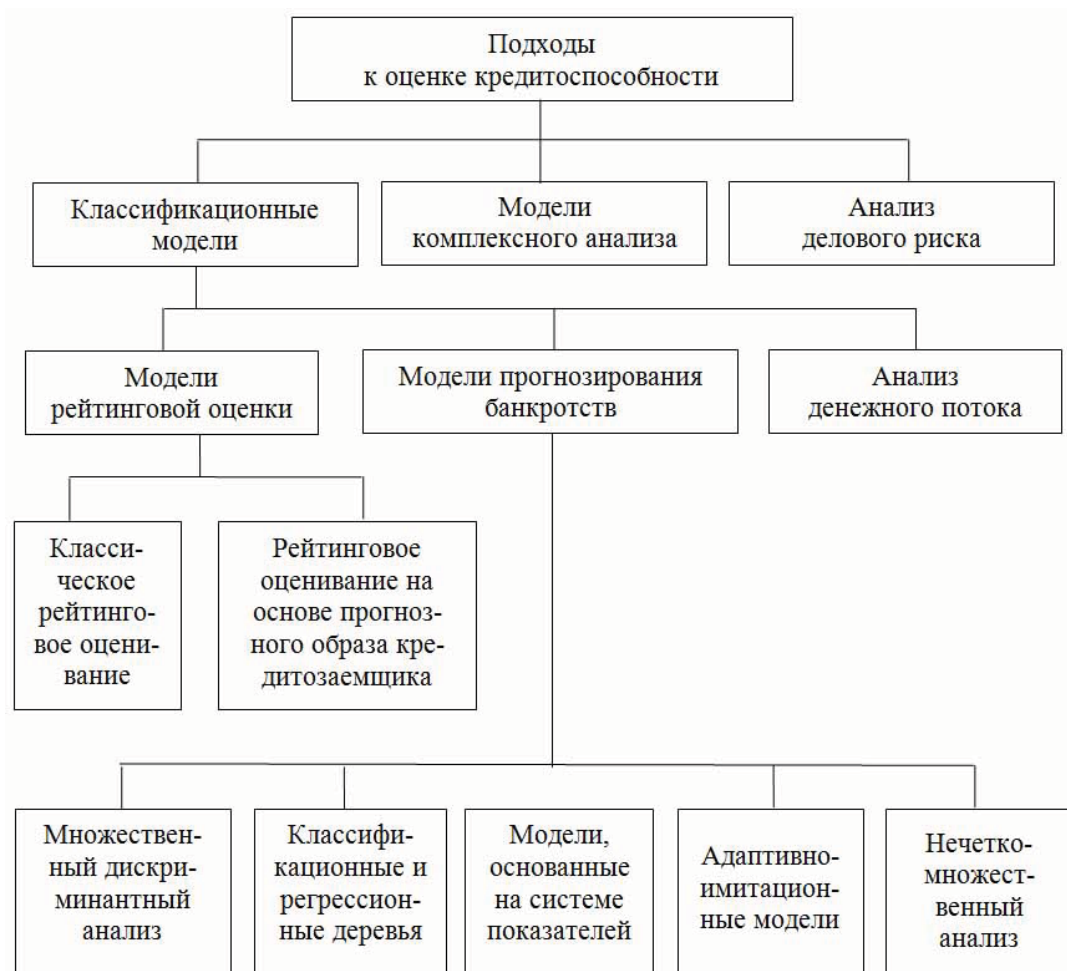 Подходы
к оценке кредитоспособности
Классификационные
модели
Модели
комплексного анализа
Анализ
делового риска
Модели
рейтинговой оценки
Модели прогнозирования
банкротств
Анализ
денежного потока
Класси-
ческое
рейтинго-
вое оцени-
вание
Рейтинговое
оценивание на
основе прогноз-
ного образа кре-
дитозаемщика
Множествен-
ный дискри-
минантный
анализ
Классифи-
кационные и
регрессион-
ные деревья
Модели,
основанные
на системе
показателей
Адаптивно-
имитацион-
ные модели
Нечетко-
множест-
венный
анализ